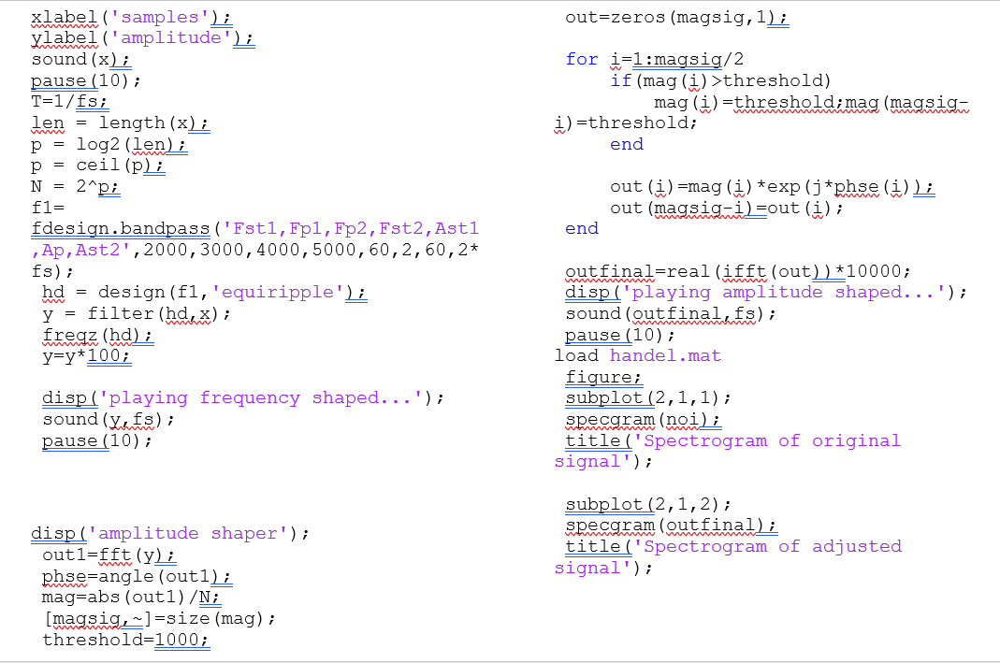 xlabel('samples');
ylabel('amplitude');
sound(x);
pause(10);
T=1/fs;
len = length(x);
p = log2(len);
p = ceil(p);
N = 2^p;
f1=
fdesign.bandpass('Fst1,Fp1,Fp2,Fst2,Ast1
,Ap,Ast2',2000,3000,4000,5000,60,2,60,2*
fs);
hd = design(f1,'equiripple');
y = filter(hd,x);
freqz(hd);
y=y*100;
disp('playing frequency shaped...');
sound(y,fs);
pause(10);
disp('amplitude shaper');
out1=fft(y);
phse=angle(out1);
mag=abs(out1)/N;
[magsig,~]=size(mag);
threshold=1000;
out=zeros(magsig,1);
for i=1:magsig/2
if(mag(i)>threshold)
mag(i)=threshold;mag(magsig-
i)=threshold;
end
out(i)=mag(i)*exp(j*phse(i));
out(magsig-i)=out(i);
end
outfinal=real(ifft(out))*10000;
disp('playing amplitude shaped...');
sound(outfinal,fs);
pause(10);
load handel.mat
figure;
subplot(2,1,1);
specgram(noi);
title('Spectrogram of original
signal');
subplot(2,1,2);
specgram(outfinal);
title('Spectrogram of adjusted
signal');